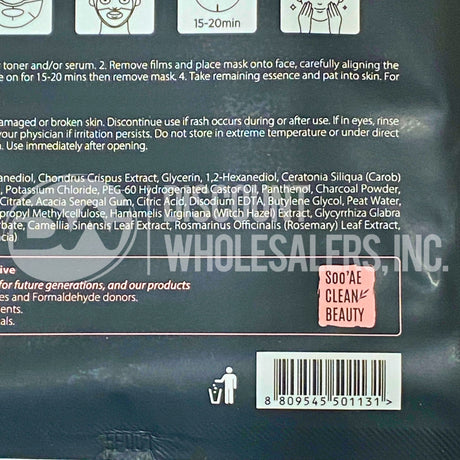 15-20min
toner and/or serum. 2. Remove films and place mask onto face, carefully aligning the
e on for 15-20 mins then remove mask. 4. Take remaining essence and pat into skin. For
amaged or broken skin. Discontinue use if rash occurs during or after use. If in eyes, rinse
your physician if irritation persists. Do not store in extreme temperature or under direct
. Use immediately after opening.
anediol, Chondrus Crispus Extract, Glycerin, 1,2-Hexanediol, Ceratonia Siliqua (Carob)
, Potassium Chloride, PEG-60 Hydrogenated Castor Oil, Panthenol, Charcoal Powder,
Citrate, Acacia Senegal Gum, Citric Acid, Disodium EDTA, Butylene Glycol, Peat Water,
propyl Methylcellulose, Hamamelis Virginiana (Witch Hazel) Extract, Glycyrrhiza Glabra
rbate, Camellia Sinensis Leaf Extract, Rosmarinus Officinalis (Rosemary) Leaf Extract,
acia)
DISCOUNT
WHOLESALERS, INC.
ive
for future generations, and our products
es and Formaldehyde donors.
ents.
als.
SOO'AE
CLEAN
BEAUTY
8 809545 501131 >